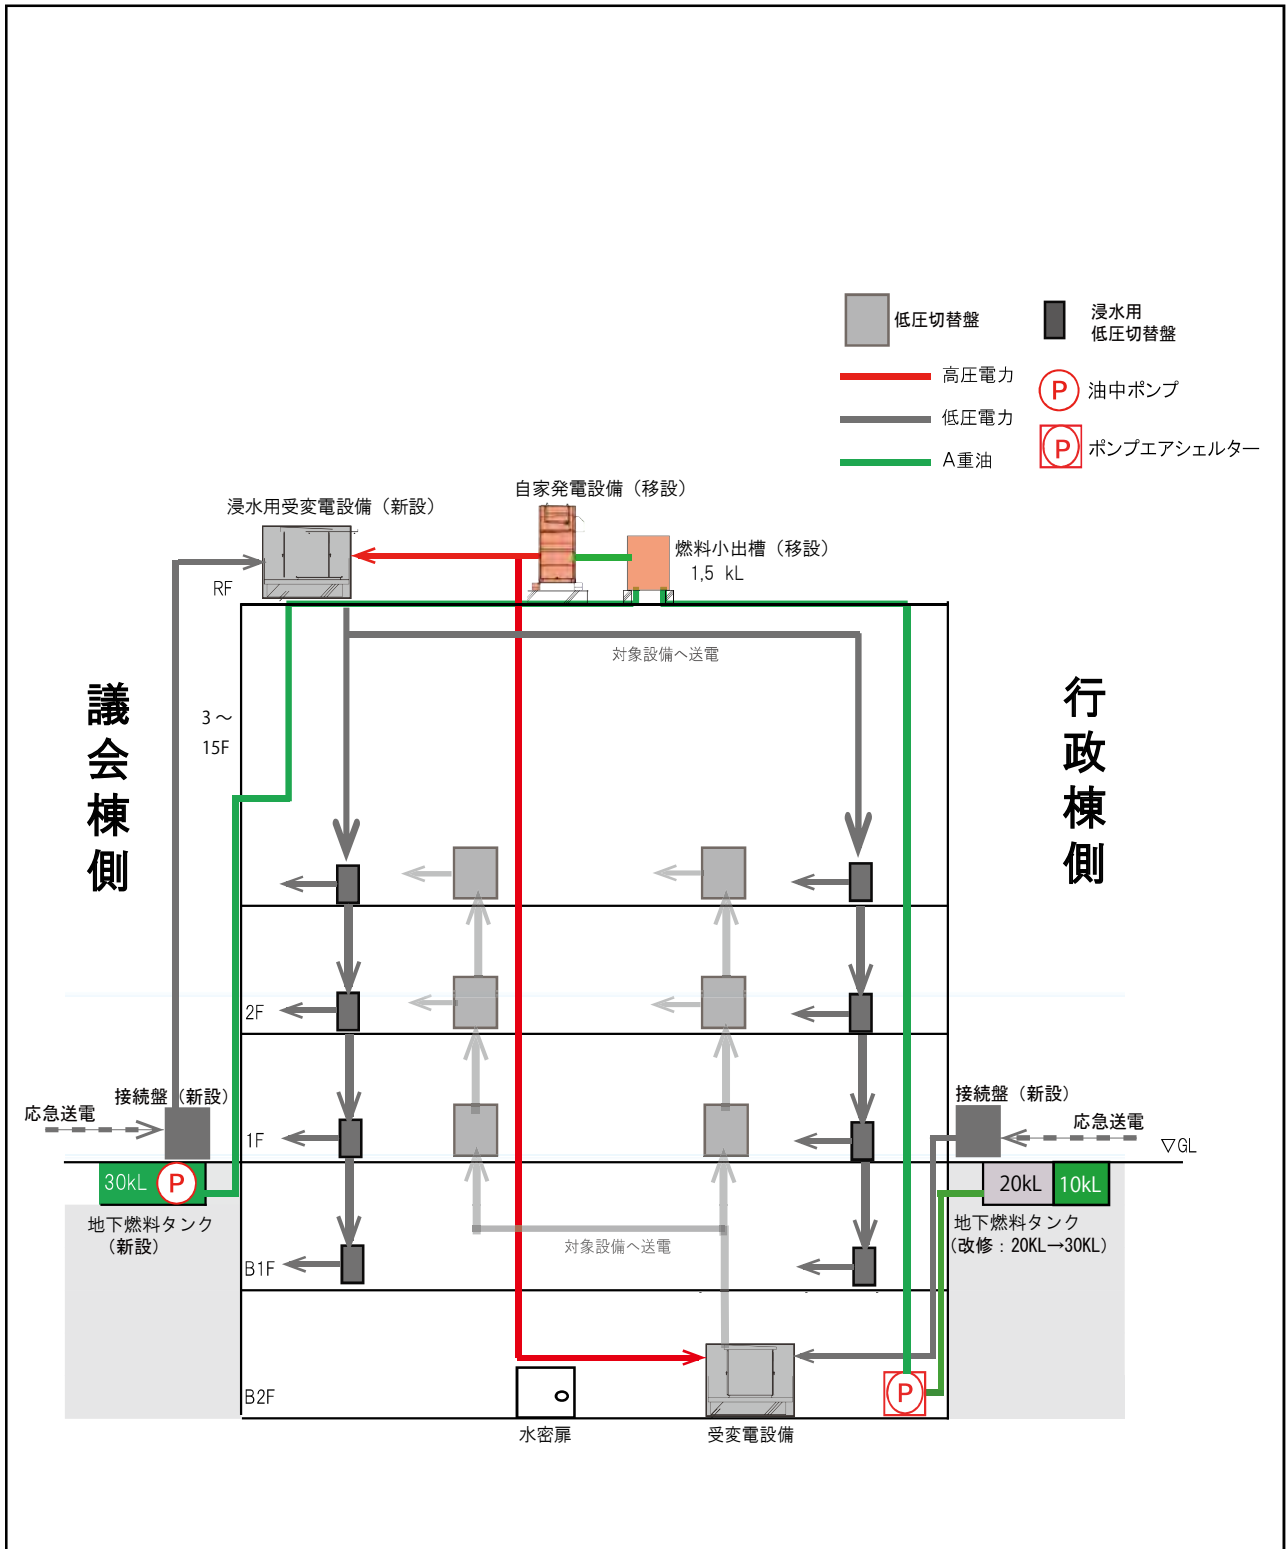 低圧切替盤
浸水用
低圧切替盤
高圧電力
P
油中ポンプ
低圧電力
P
ポンプエアシェルター
A重油
自家発電設備（移設）
浸水用受変電設備（新設）
燃料小出槽（移設）
1,5 kL
RF
対象設備へ送電
議会棟側
行政棟側
3～
15F
2F
接続盤（新設）
応急送電
1F
接続盤（新設）
応急送電
▽GL
30kL
P
20kL
10kL
地下燃料タンク
（新設）
地下燃料タンク
（改修：20KL→30KL）
対象設備へ送電
B1F
B2F
P
水密扉
受変電設備